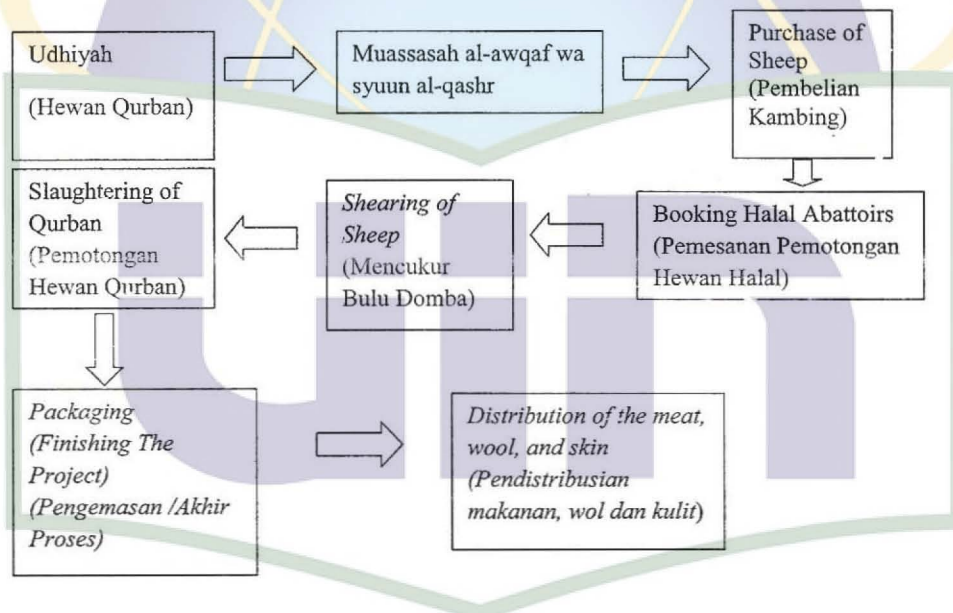 Udhiyah
(Hewan Qurban)
Muassasah al-awqaf wa
syuun al-qashr
Purchase of
Sheep
(Pembelian
Kambing)
Booking Halal Abattoirs
(Pemesanan Pemotongan
Hewan Halal)
Shearing of
Sheep
(Mencukur
Bulu Domba)
Slaughtering of
Qurban
(Pemotongan
Hewan Qurban)
Packaging
(Finishing The
Project)
(Pengemasan /Akhir
Proses)
Distribution of the meat,
wool, and skin
(Pendistribusian
makanan, wol dan kulit)
uin